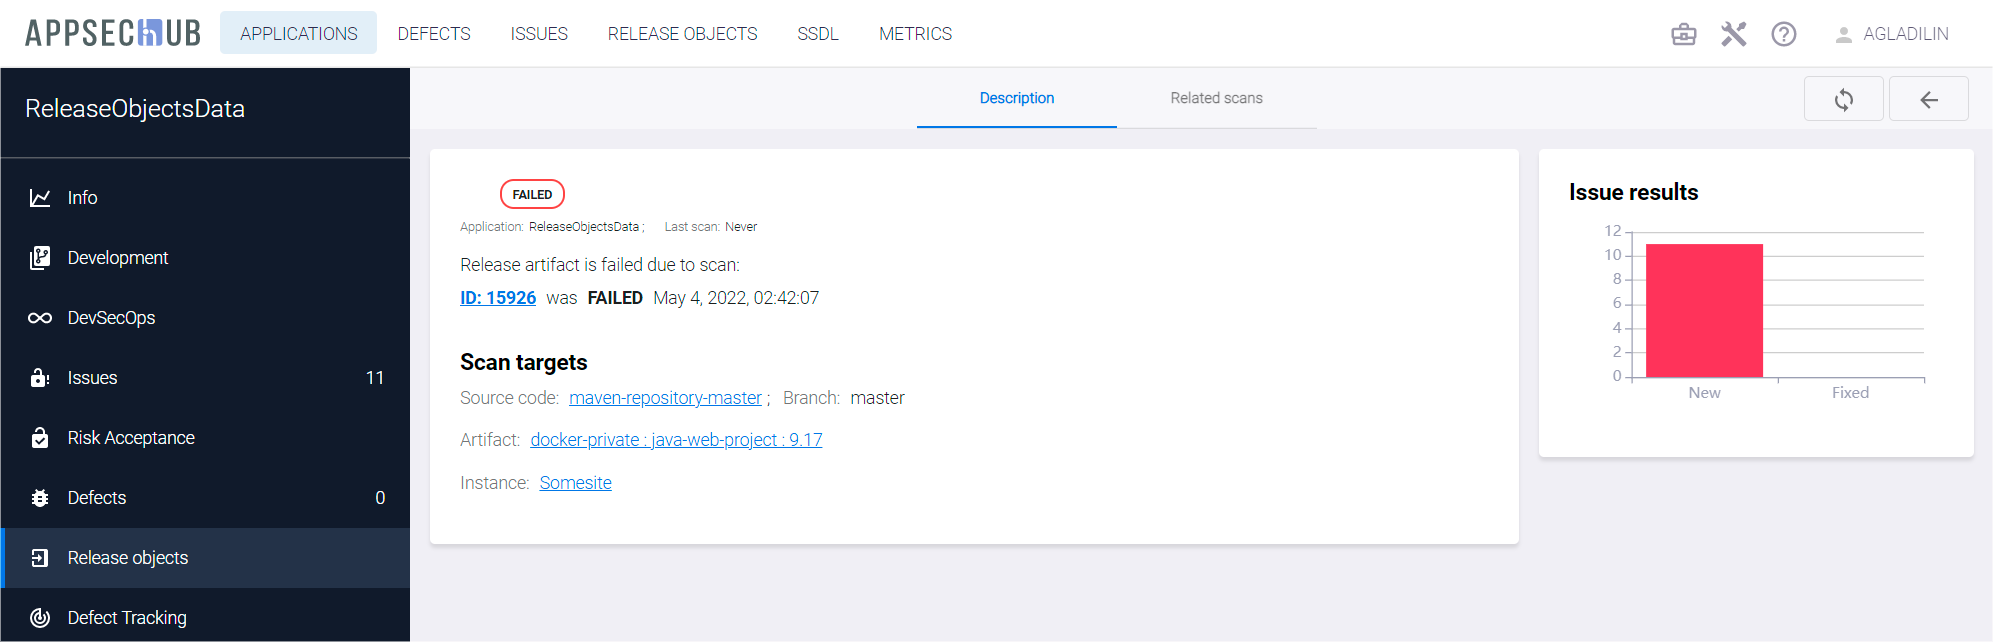 APPSECHUB
APPLICATIONS
DEFECTS
ISSUES
RELEASE OBJECTS
SSDL
METRICS
AGLADILIN
ReleaseObjectsData
Info
Development
DevSecOps
Issues 11
Risk Acceptance
Defects 0
Release objects
Defect Tracking
Description
Related scans
FAILED
Application: ReleaseObjectsData ; Last scan: Never
Release artifact is failed due to scan:
ID: 15926 was FAILED May 4, 2022, 02:42:07
Scan targets
Source code: maven-repository-master ; Branch: master
Artifact: docker-private : java-web-project : 9.17
Instance: Somesite
Issue results
12
10
8
6
4
2
0
New
Fixed